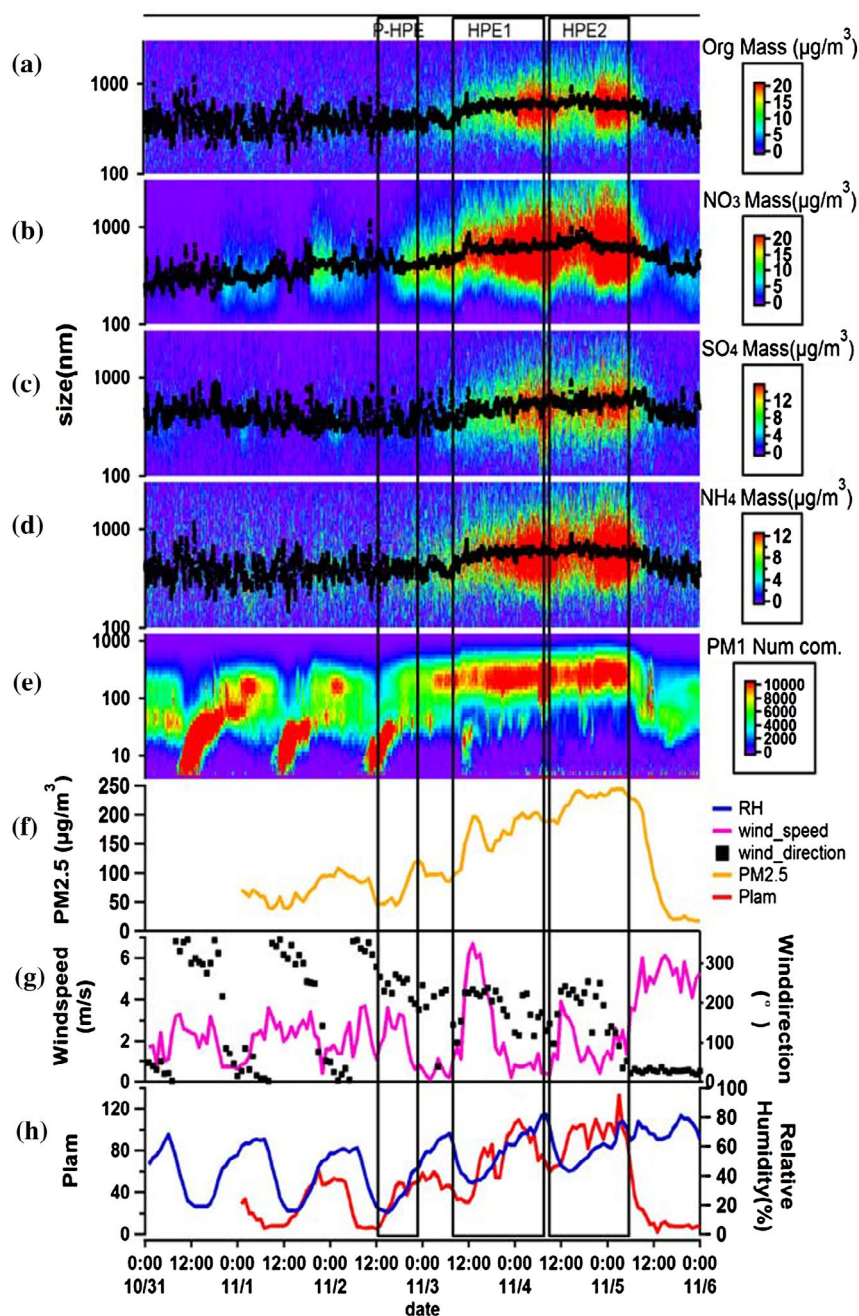 P-HPE HPE1 HPE2
Org Mass (µg/m³)
(a)
1000
100
20
15
10
5
0
NO₃ Mass(µg/m³)
(b)
1000
100
20
15
10
5
0
SO₄ Mass(µg/m³)
(c)
1000
100
12
8
4
0
size(nm)
NH₄ Mass(µg/m³)
(d)
1000
100
12
8
4
0
PM1 Num com.
(e)
1000
100
10
10000
8000
6000
4000
2000
0
(f)
PM2.5 (µg/m³)
250
200
150
100
50
0
RH
wind_speed
wind_direction
PM2.5
Plam
(g)
Windspeed
(m/s)
6
4
2
0
300
200
100
0
Winddirection
(°)
(h)
Plam
120
80
40
0
100
80
60
40
20
0
Relative
Humidity(%)
0:00 12:00 0:00 12:00 0:00 12:00 0:00 12:00 0:00 12:00 0:00 12:00 0:00
10/31 11/1 11/2 11/3 11/4 11/5 11/6
date